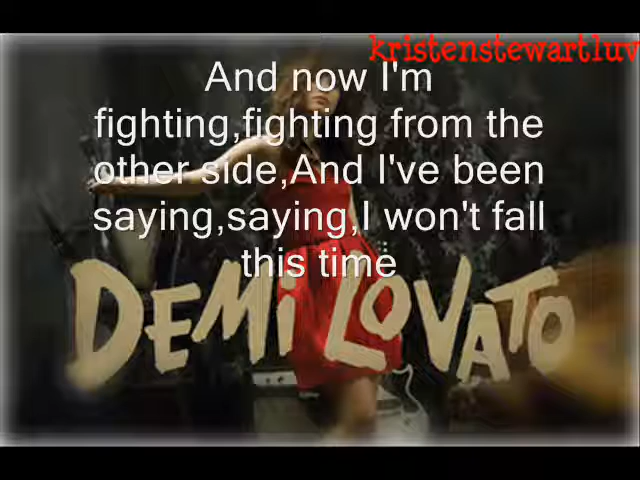 kristenstewartluv
And now I'm
fighting,fighting from the
other side,And I've been
saying,saying,I won't fall
this time
DEMI LOVATO